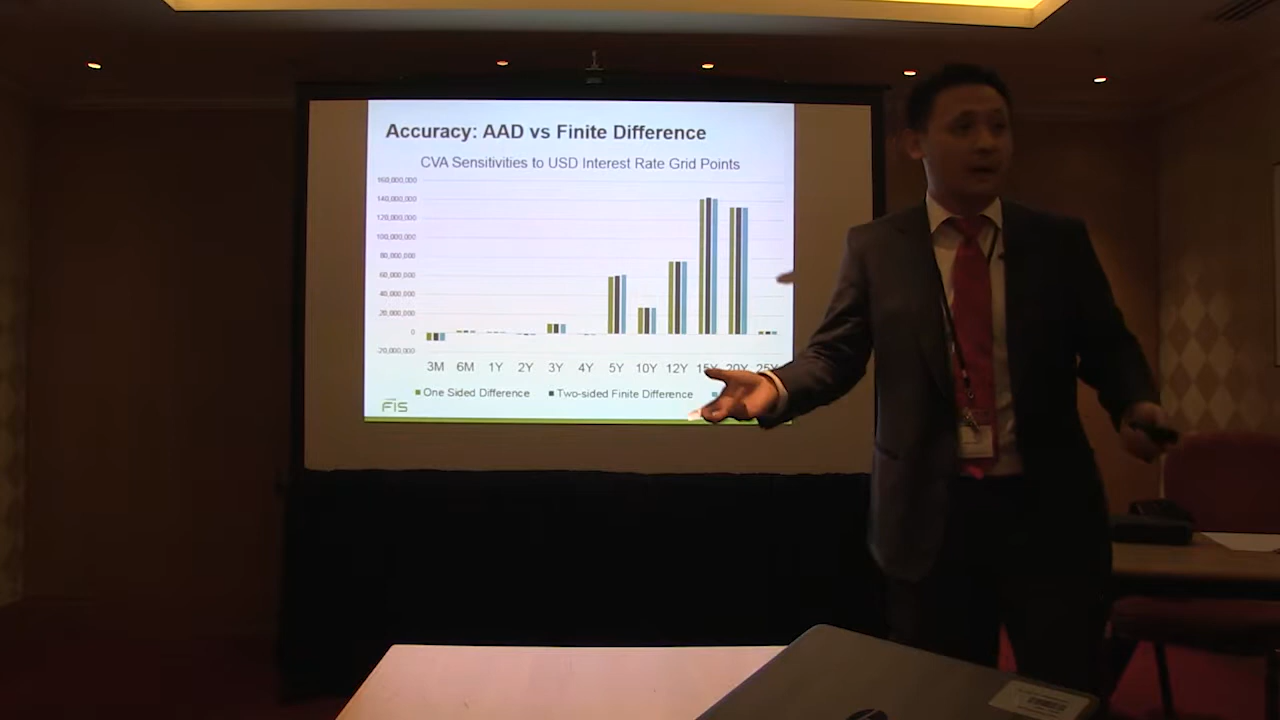 Accuracy: AAD vs Finite Difference
CVA Sensitivities to USD Interest Rate Grid Points
160,000,000
140,000,000
120,000,000
100,000,000
80,000,000
60,000,000
40,000,000
20,000,000
0
-20,000,000
3M 6M 1Y 2Y 3Y 4Y 5Y 10Y 12Y 15Y 20Y 25Y
One Sided Difference Two-sided Finite Difference
FIS